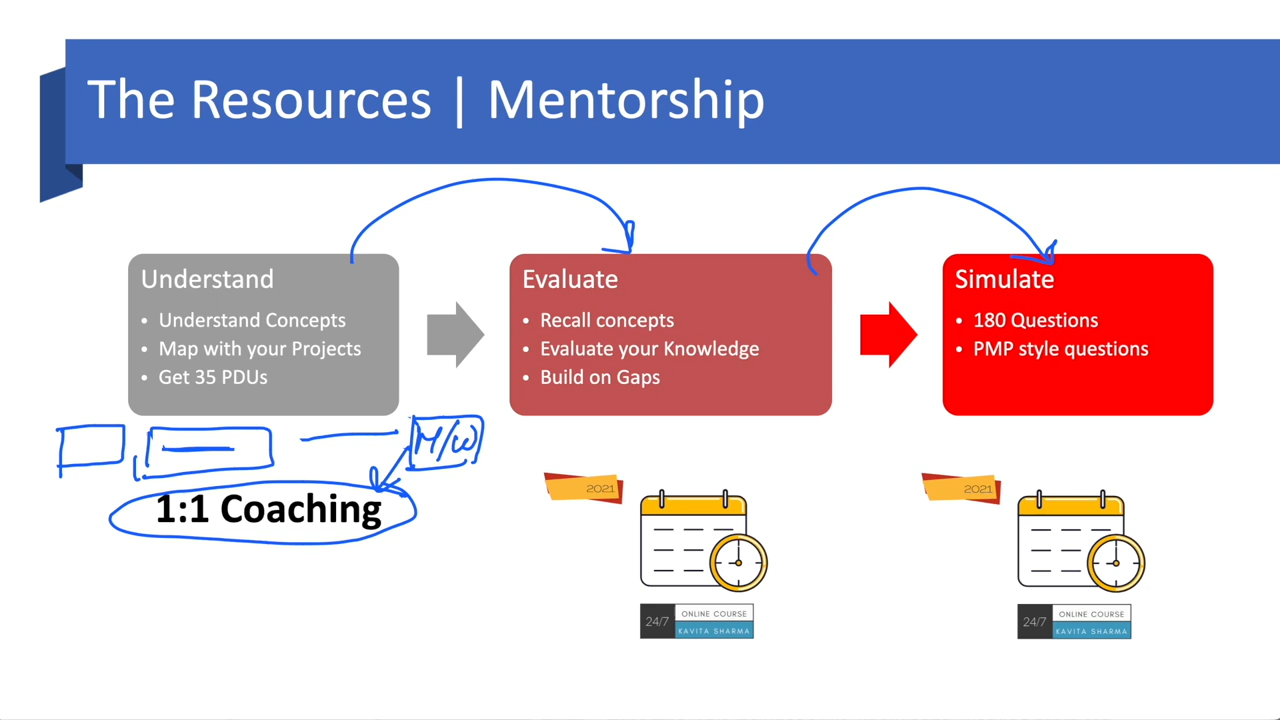 The Resources | Mentorship
Understand
• Understand Concepts
• Map with your Projects
• Get 35 PDUs
Evaluate
• Recall concepts
• Evaluate your Knowledge
• Build on Gaps
Simulate
• 180 Questions
• PMP style questions
M/W
1:1 Coaching
2021
24/7
ONLINE COURSE
KAVITA SHARMA
2021
24/7
ONLINE COURSE
KAVITA SHARMA